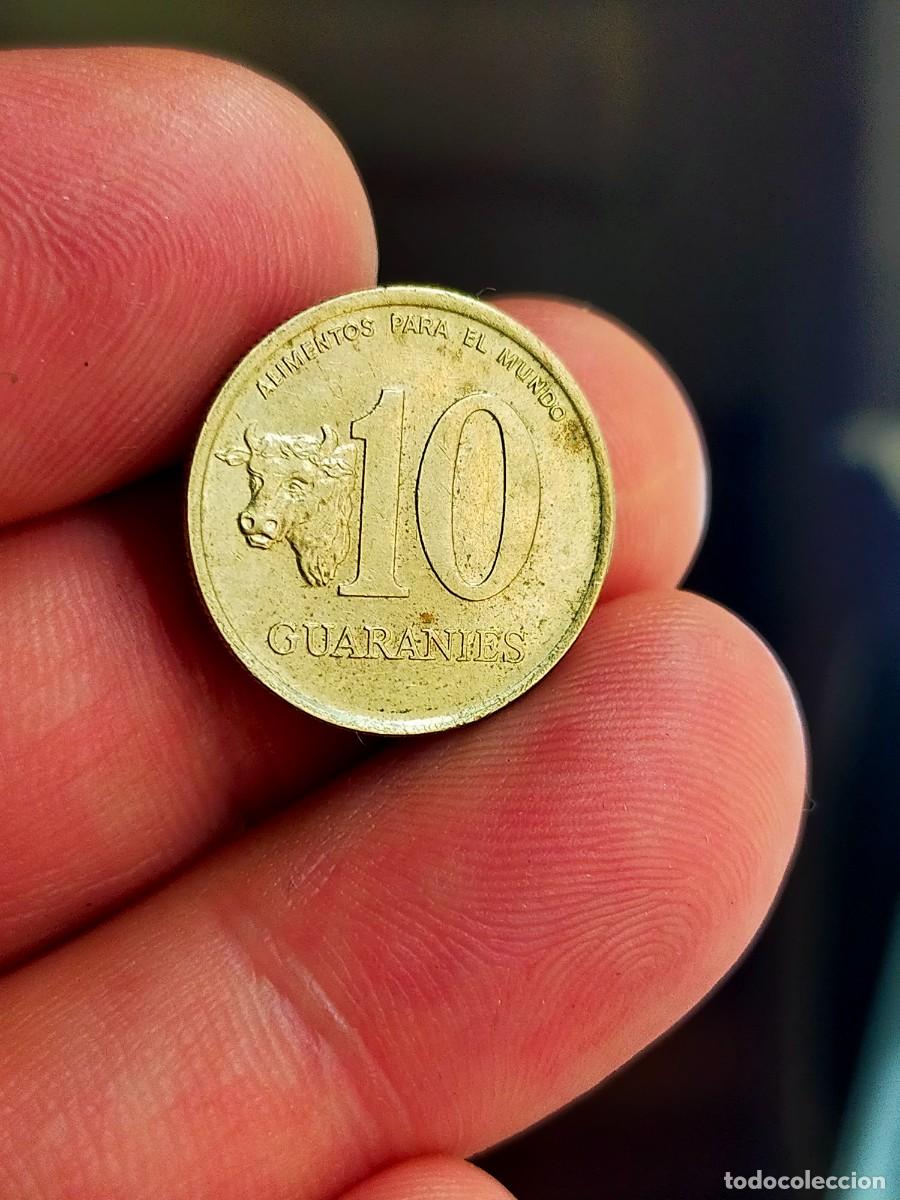 ALIMENTOS PARA EL MUNDO
10
GUARANIES
todocoleccion